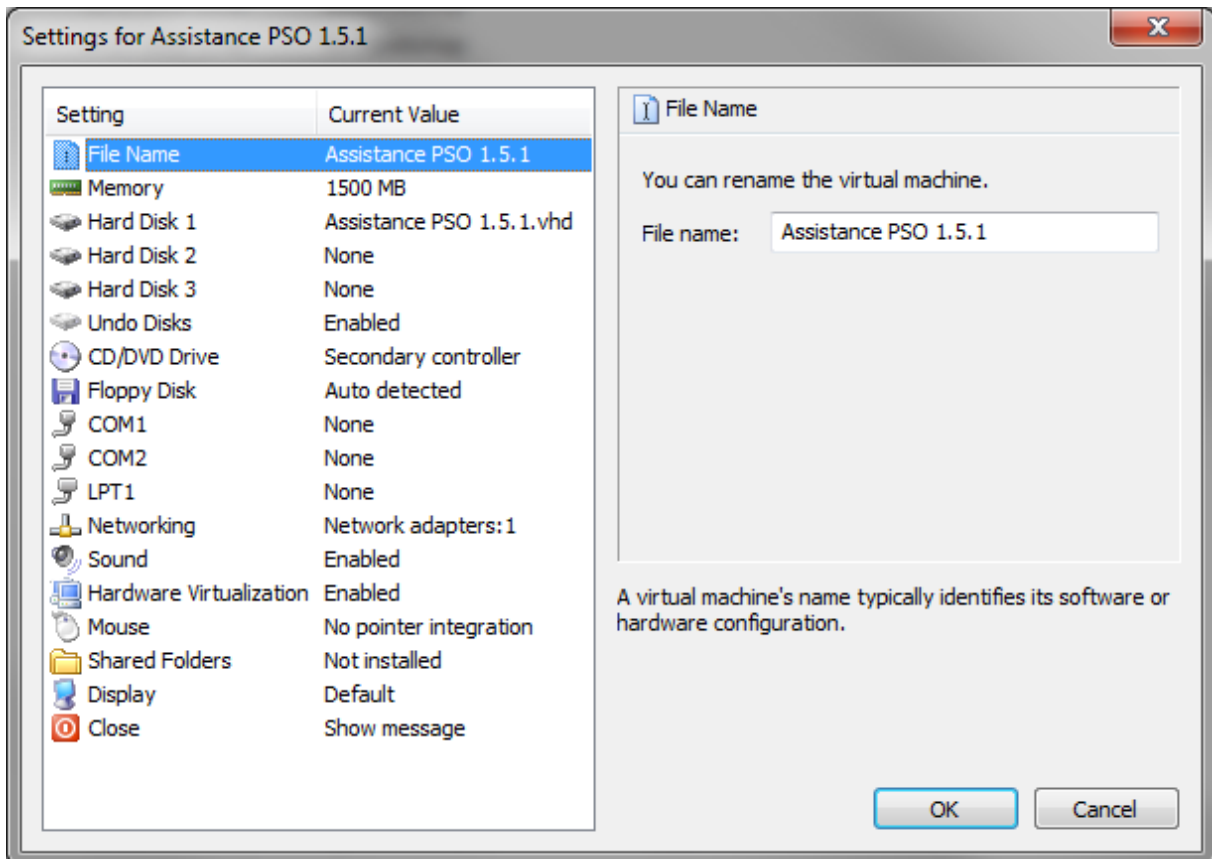 Settings for Assistance PSO 1.5.1
Setting Current Value
File Name Assistance PSO 1.5.1
Memory 1500 MB
Hard Disk 1 Assistance PSO 1.5.1.vhd
Hard Disk 2 None
Hard Disk 3 None
Undo Disks Enabled
CD/DVD Drive Secondary controller
Floppy Disk Auto detected
COM1 None
COM2 None
LPT1 None
Networking Network adapters:1
Sound Enabled
Hardware Virtualization Enabled
Mouse No pointer integration
Shared Folders Not installed
Display Default
Close Show message
File Name
You can rename the virtual machine.
File name: Assistance PSO 1.5.1
A virtual machine's name typically identifies its software or
hardware configuration.
OK Cancel